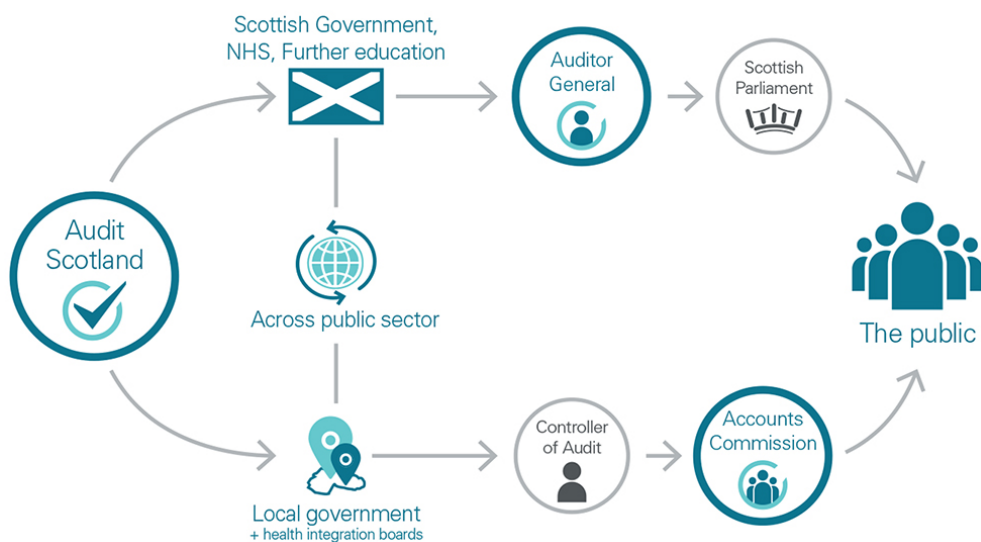 Scottish Government,
NHS, Further education
Auditor
General
Scottish
Parliament
Audit
Scotland
Across public sector
The public
Controller
of Audit
Accounts
Commission
Local government
+ health integration boards